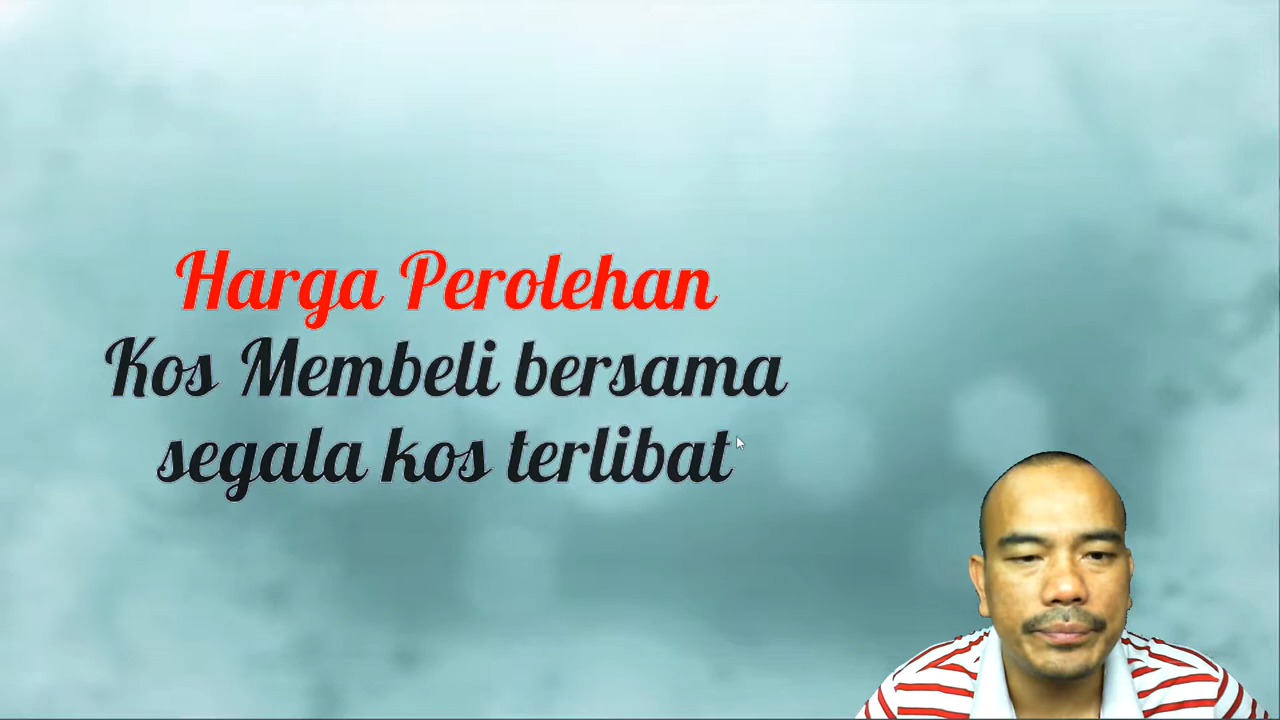 Harga Perolehan
Kos Membeli bersama
segala kos terlibat